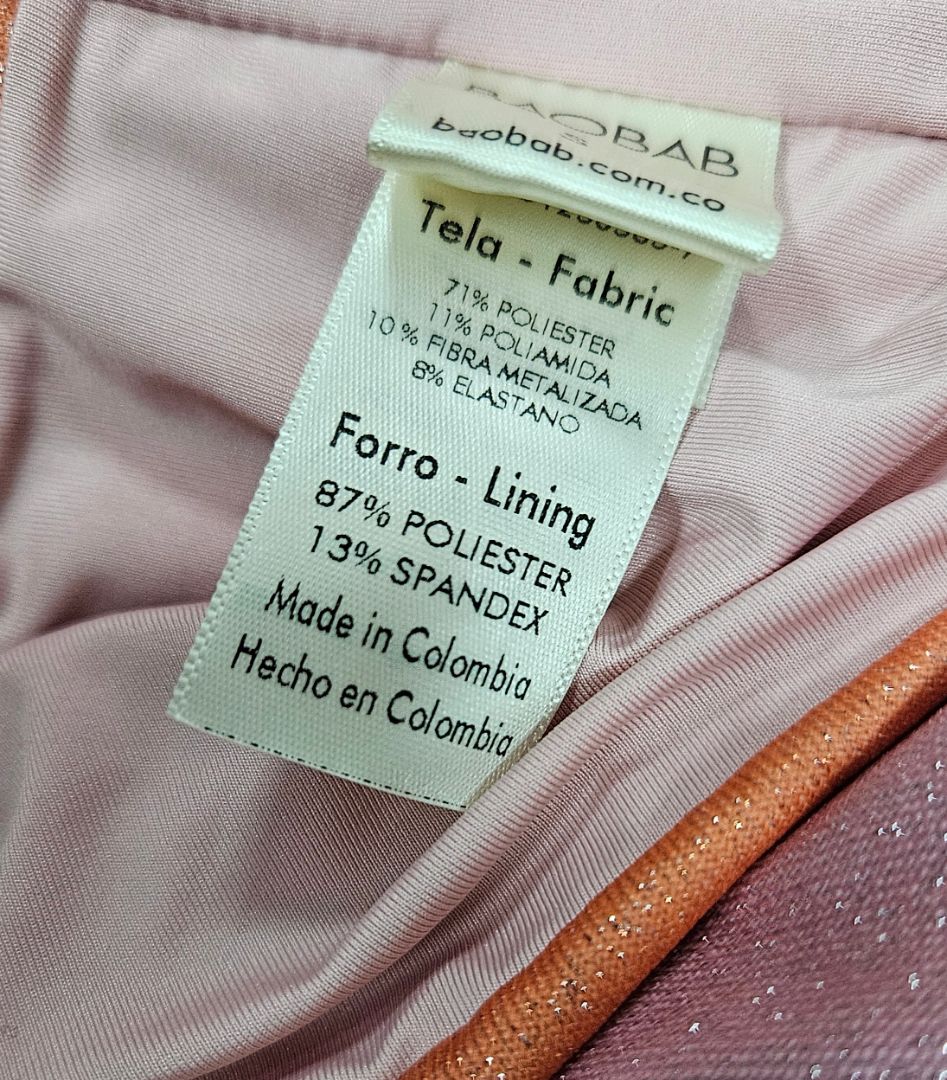 BAOBAB
S
baobab.com.co
Tela - Fabric
71% POLIESTER
11% POLIAMIDA
10 % FIBRA METALIZADA
8% ELASTANO
Forro - Lining
87% POLIESTER
13% SPANDEX
Made in Colombia
Hecho en Colombia